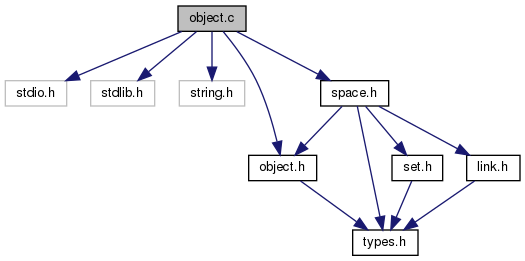 object.c
stdio.h
stdlib.h
string.h
space.h
object.h
set.h
link.h
types.h